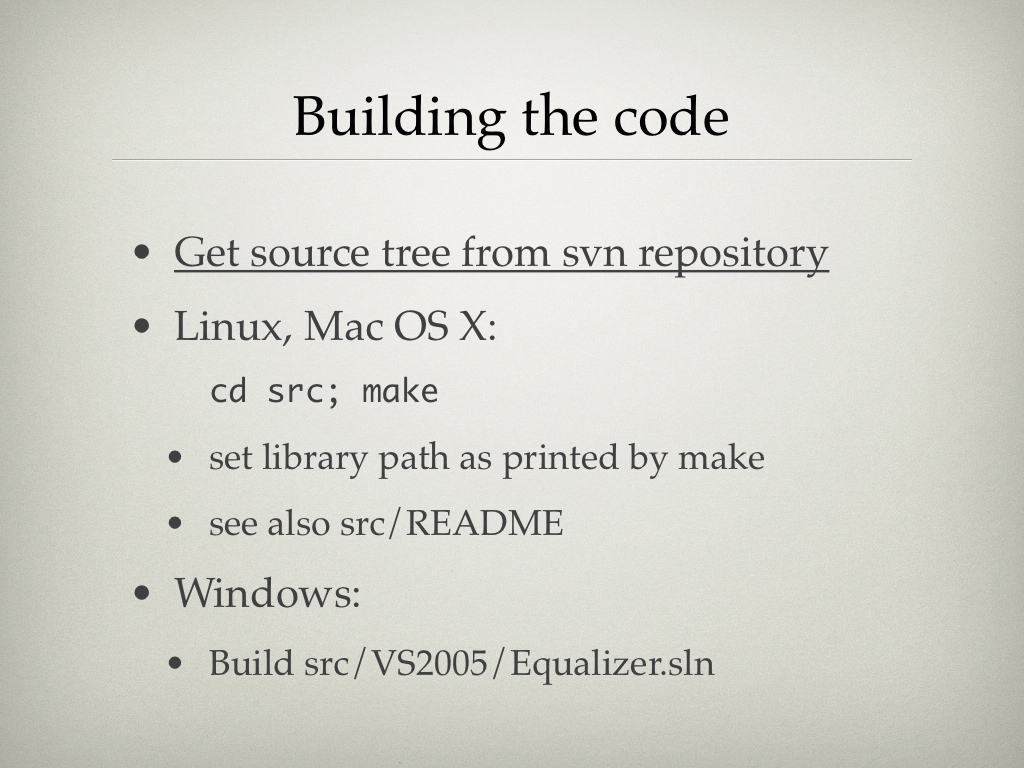 Building the code
• Get source tree from svn repository
• Linux, Mac OS X:
cd src; make
• set library path as printed by make
• see also src/README
• Windows:
• Build src/VS2005/Equalizer.sln